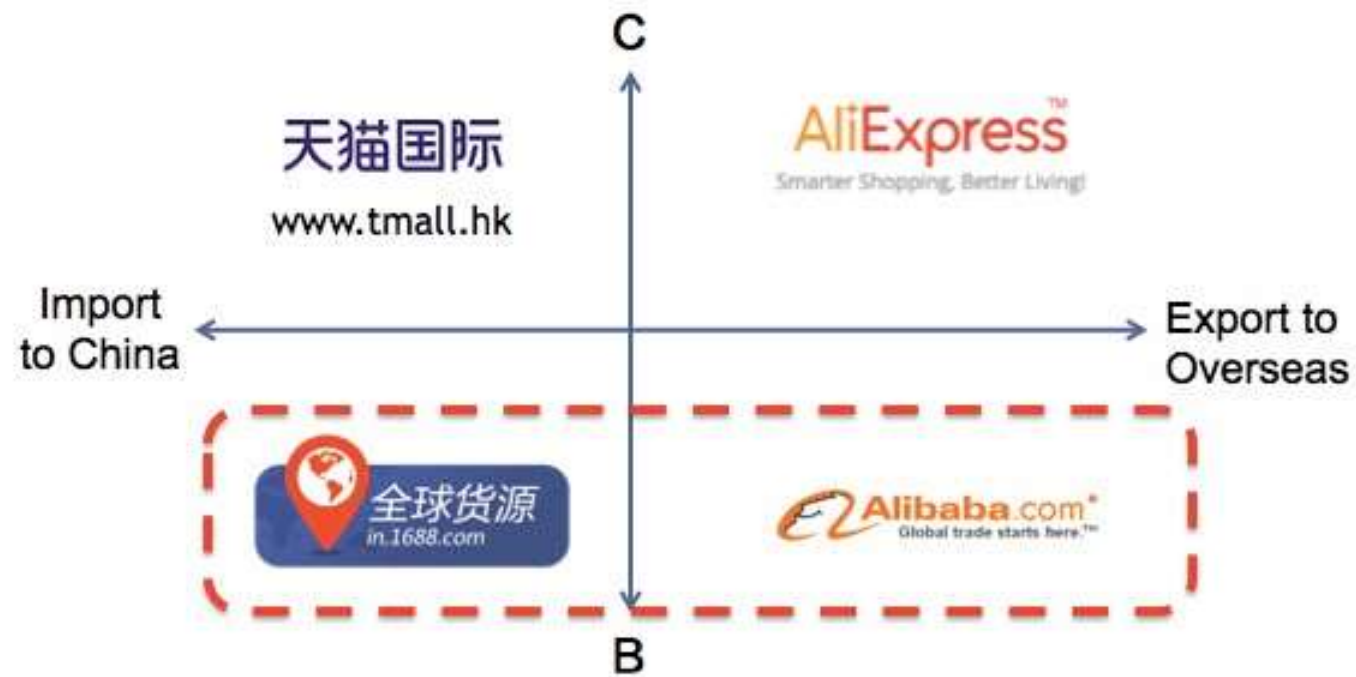 C
天猫国际
www.tmall.hk
AliExpress™
Smarter Shopping, Better Living!
Import
to China
Export to
Overseas
全球货源
in.1688.com
Alibaba.com®
Global trade starts here.™
B